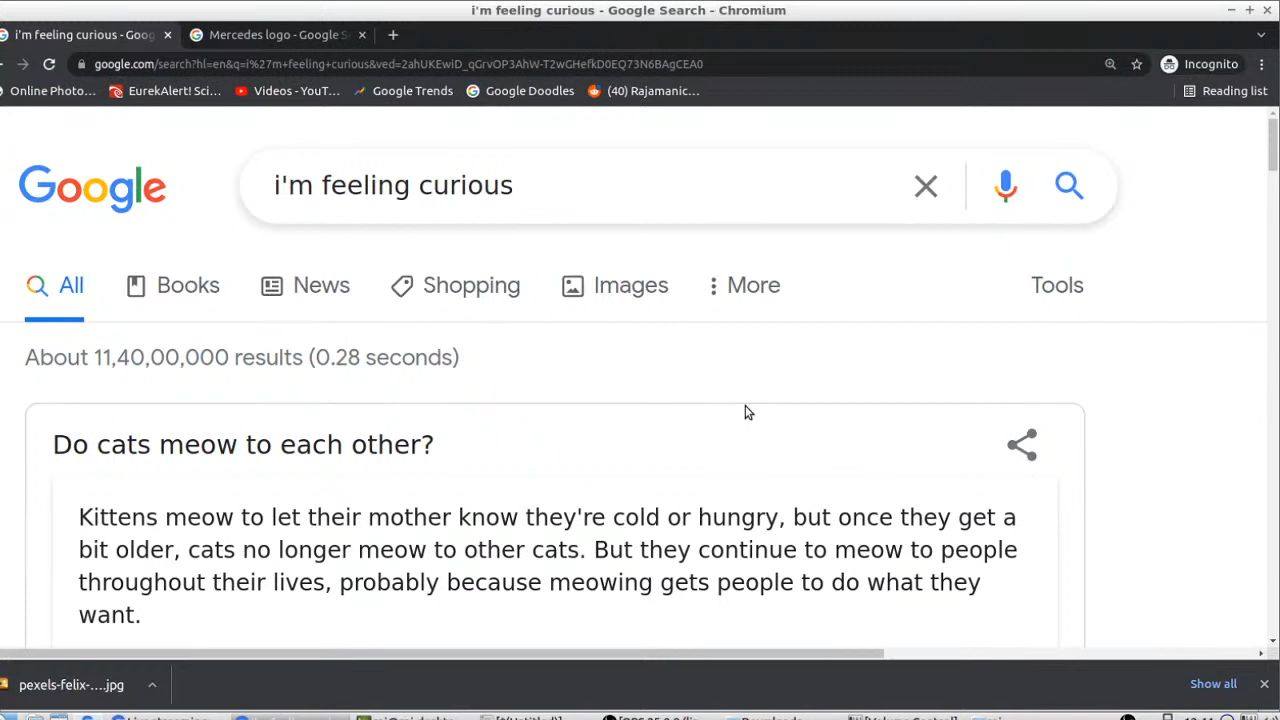 i'm feeling curious - Google Search - Chromium
i'm feeling curious - Goog
Mercedes logo - Google S
google.com/search?hl=en&q=i%27m+feeling+curious&ved=2ahUKEwiD_qGrvOP3AhW-T2wGHefkD0EQ73N6BAgCEA0
Incognito
Online Photo...
EurekAlert! Sci...
Videos - YouT...
Google Trends
Google Doodles
(40) Rajamanic...
Reading list
Google
i'm feeling curious
All
Books
News
Shopping
Images
More
Tools
About 11,40,00,000 results (0.28 seconds)
Do cats meow to each other?
Kittens meow to let their mother know they're cold or hungry, but once they get a
bit older, cats no longer meow to other cats. But they continue to meow to people
throughout their lives, probably because meowing gets people to do what they
want.
pexels-felix-....jpg
Show all